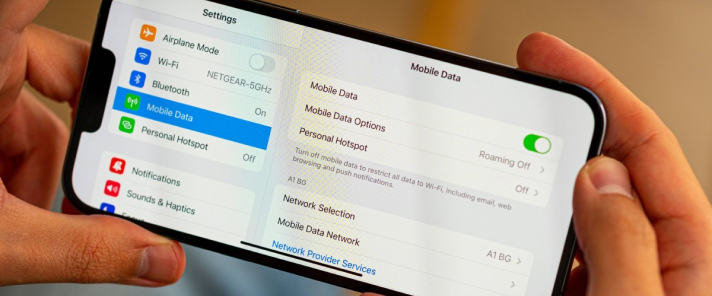 Settings
Airplane Mode
Wi-Fi NETGEAR-5GHz
Bluetooth On
Mobile Data
Personal Hotspot Off
Notifications
Sounds & Haptics
Focus
Mobile Data
Mobile Data
Mobile Data Options Roaming Off
Personal Hotspot Off
Turn off mobile data to restrict all data to Wi-Fi, including email, web
browsing and push notifications.
A1 BG
Network Selection A1 BG
Mobile Data Network
Network Provider Services